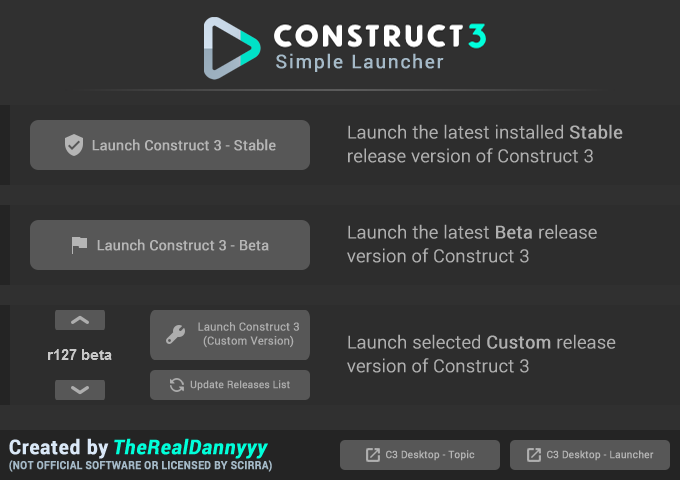 CONSTRUCT 3
Simple Launcher
Launch Construct 3 - Stable
Launch the latest installed Stable
release version of Construct 3
Launch Construct 3 - Beta
Launch the latest Beta release
version of Construct 3
r127 beta
Launch Construct 3
(Custom Version)
Update Releases List
Launch selected Custom release
version of Construct 3
Created by TheRealDannyyy
(NOT OFFICIAL SOFTWARE OR LICENSED BY SCIRRA)
C3 Desktop - Topic
C3 Desktop - Launcher